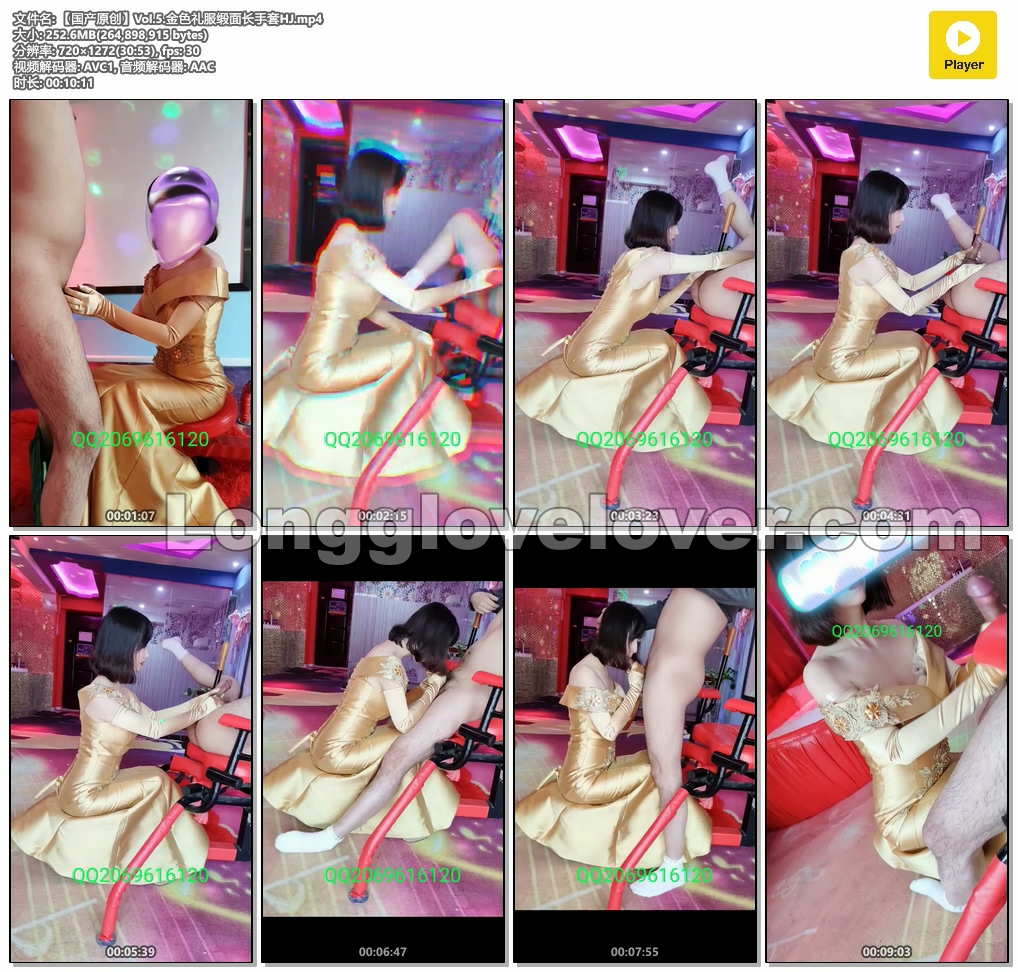 文件名: 【国产原创】Vol.5.金色礼服缎面长手套HJ.mp4
大小: 252.6MB(264,898,915 bytes)
分辨率: 720×1272(30:53), fps: 30
视频解码器: AVC1, 音频解码器: AAC
时长: 00:10:11
Player
QQ2069616120
QQ2069616120
QQ2069616120
QQ2069616120
00:01:07
00:02:15
00:03:23
00:04:31
Longglovelover.com
QQ2069616120
QQ2069616120
QQ2069616120
QQ2069616120
00:05:39
00:06:47
00:07:55
00:09:03